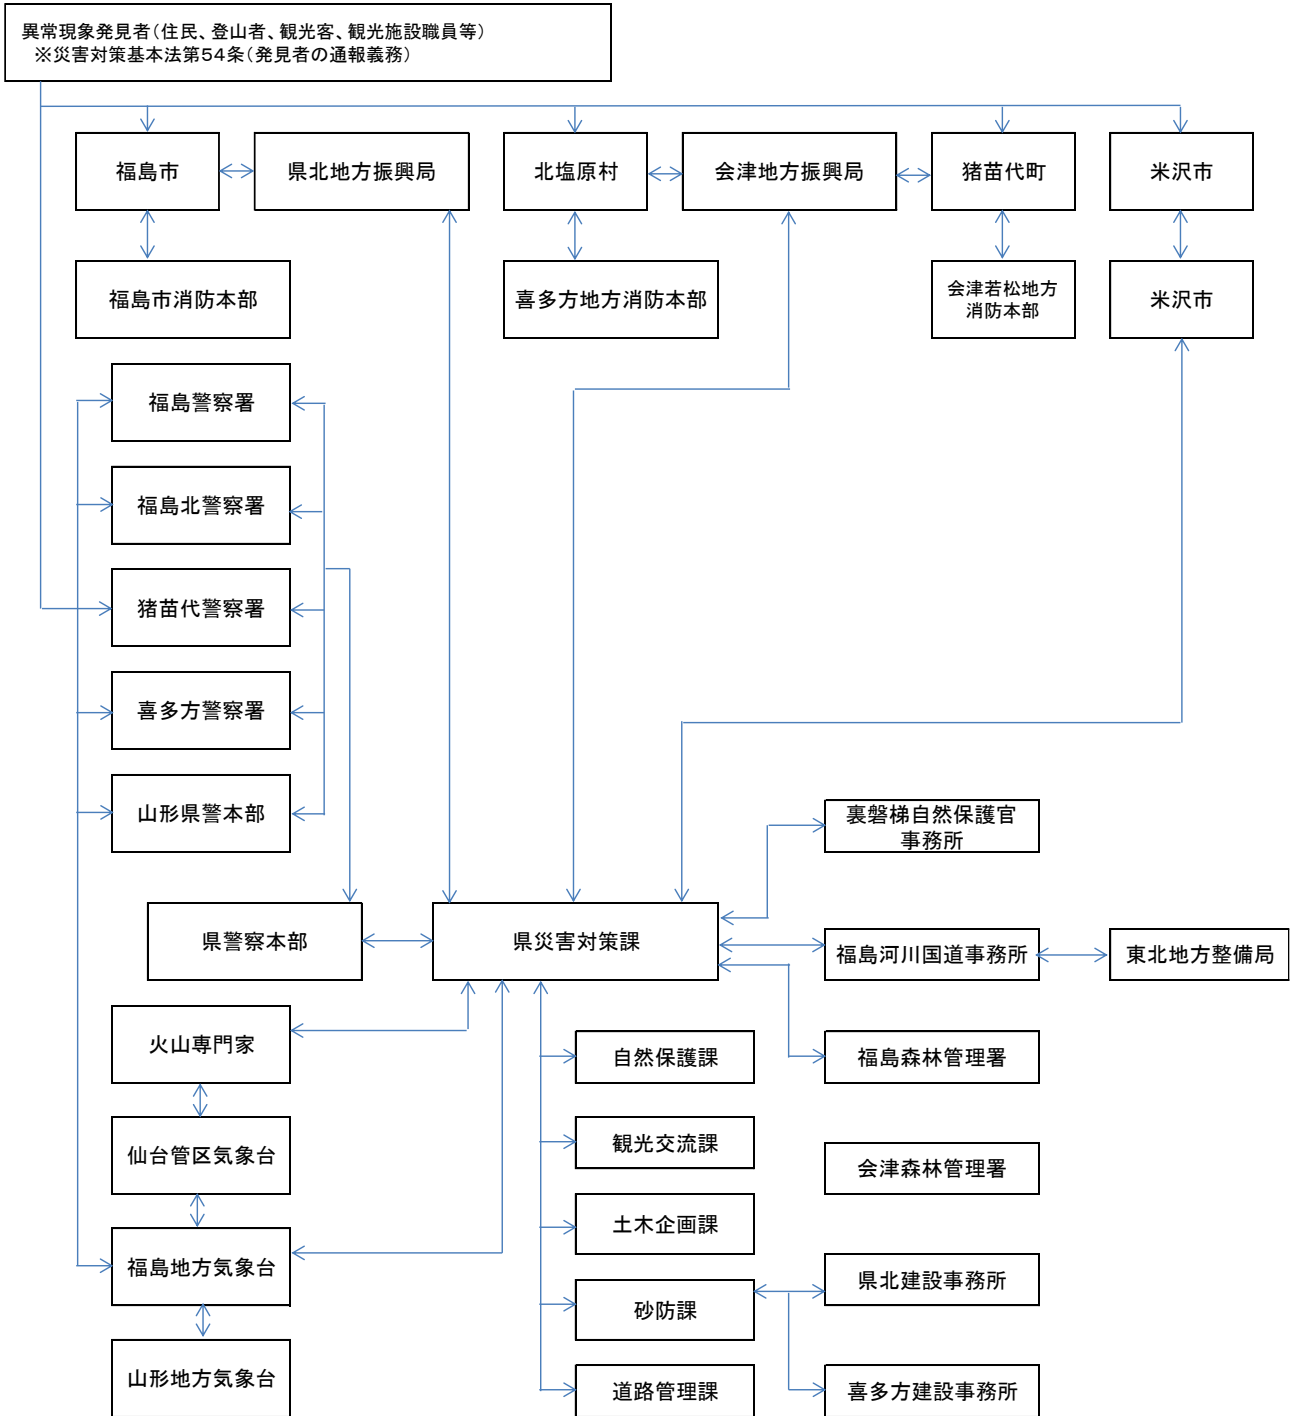 異常現象発見者（住民、登山者、観光客、観光施設職員等）
※災害対策基本法第５４条（発見者の通報義務）
福島市
県北地方振興局
北塩原村
会津地方振興局
猪苗代町
米沢市
福島市消防本部
喜多方地方消防本部
会津若松地方
消防本部
米沢市
福島警察署
福島北警察署
猪苗代警察署
喜多方警察署
山形県警本部
裏磐梯自然保護官
事務所
県警察本部
県災害対策課
福島河川国道事務所
東北地方整備局
火山専門家
自然保護課
福島森林管理署
仙台管区気象台
観光交流課
会津森林管理署
土木企画課
福島地方気象台
県北建設事務所
砂防課
山形地方気象台
道路管理課
喜多方建設事務所